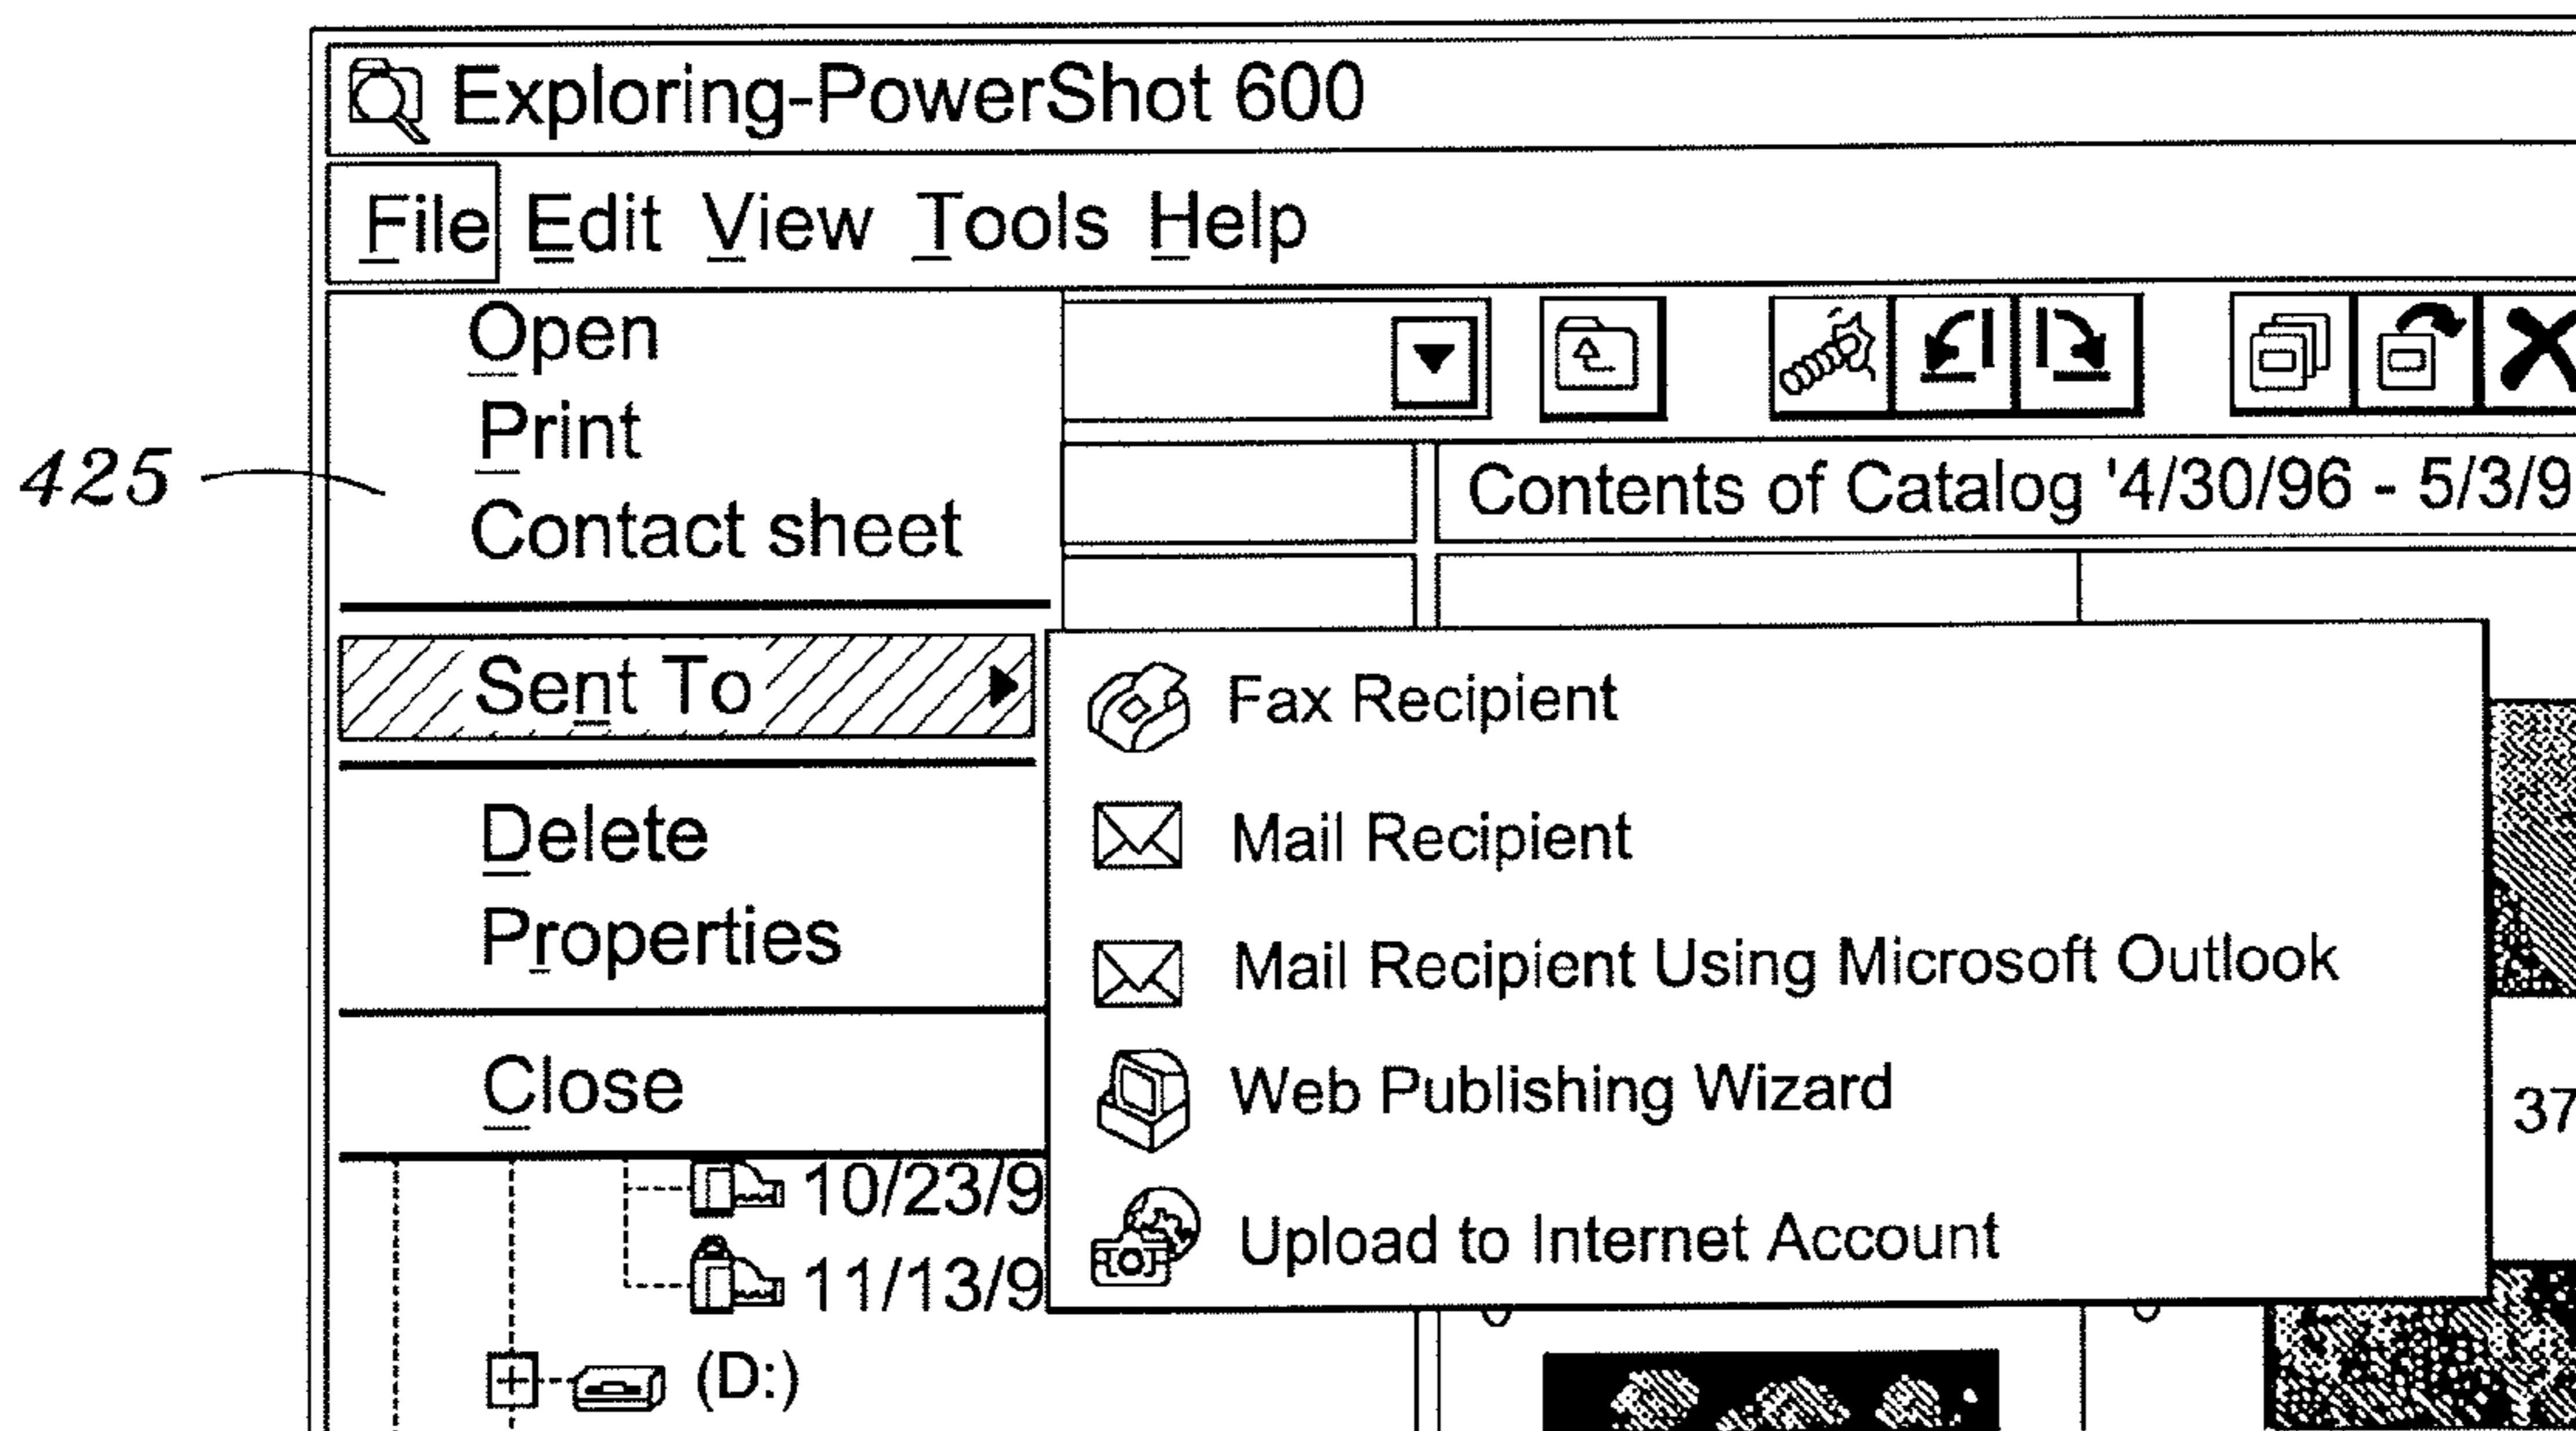 Exploring-PowerShot 600
File Edit View Tools Help
Open
Print
425
Contents of Catalog '4/30/96 - 5/3/9
Contact sheet
Sent To
Fax Recipient
Mail Recipient
Delete
Properties
Mail Recipient Using Microsoft Outlook
Close
Web Publishing Wizard
37
10/23/9
Upload to Internet Account
11/13/9
(D:)